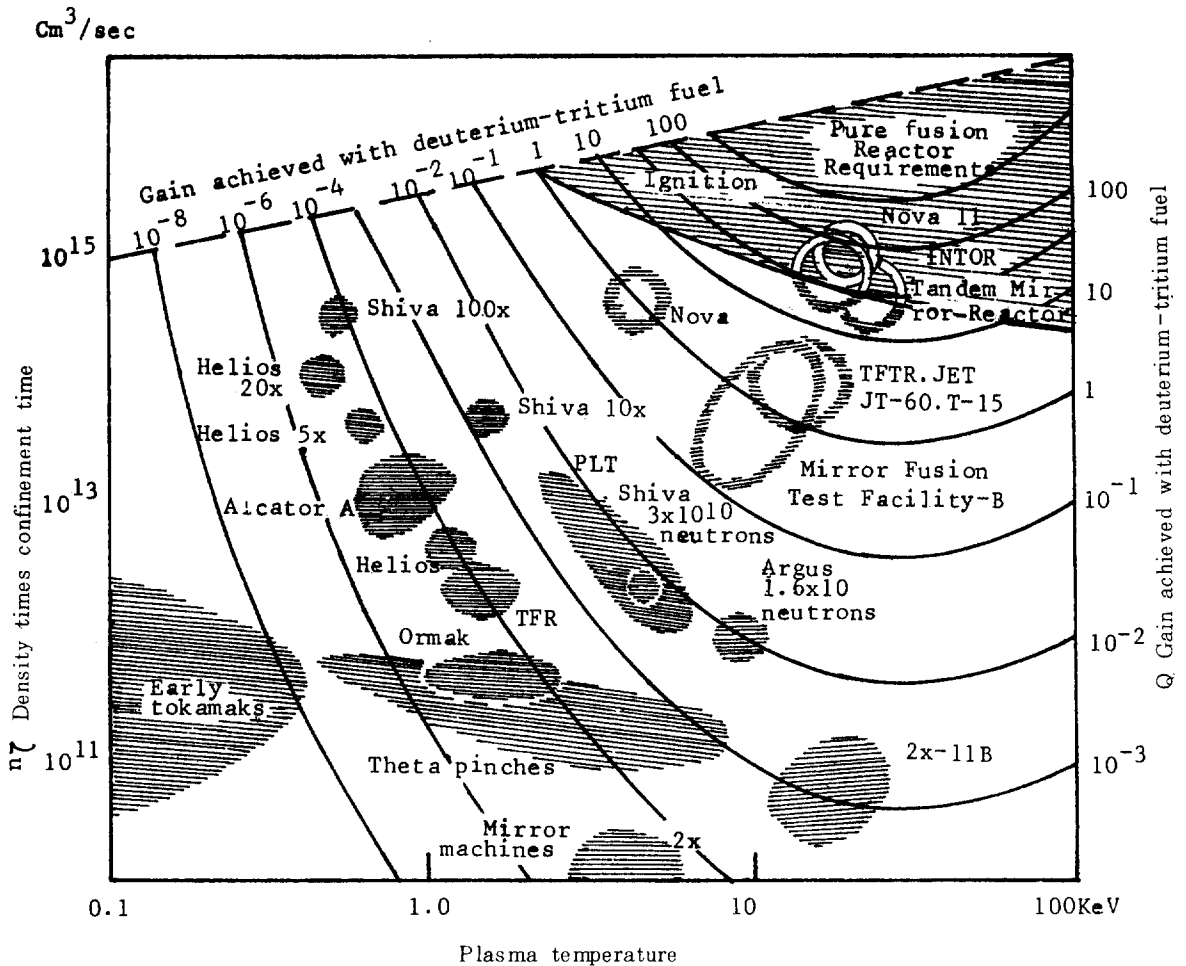 Cm³/sec
Gain achieved with deuterium-tritium fuel
10⁻⁸
10⁻⁶
10⁻⁴
10⁻²
10⁻¹
1
10
100
Pure fusion
Reactor
Requirements
Ignition
Nova 11
INTOR
Tandem Mir-
ror-Reactor
Shiva 100x
Nova
Helios
20x
Helios 5x
Shiva 10x
TFTR.JET
JT-60.T-15
Mirror Fusion
Test Facility-B
PLT
Shiva
3x10¹⁰
neutrons
Alcator A
Helios
TFR
Argus
1.6x10
neutrons
Ormak
Early
tokamaks
Theta pinches
2x-11B
Mirror
machines
2x
10¹⁵
10¹³
10¹¹
nτ Density times confinement time
100
10
1
10⁻¹
10⁻²
10⁻³
Q Gain achieved with deuterium-tritium fuel
0.1
1.0
10
100KeV
Plasma temperature